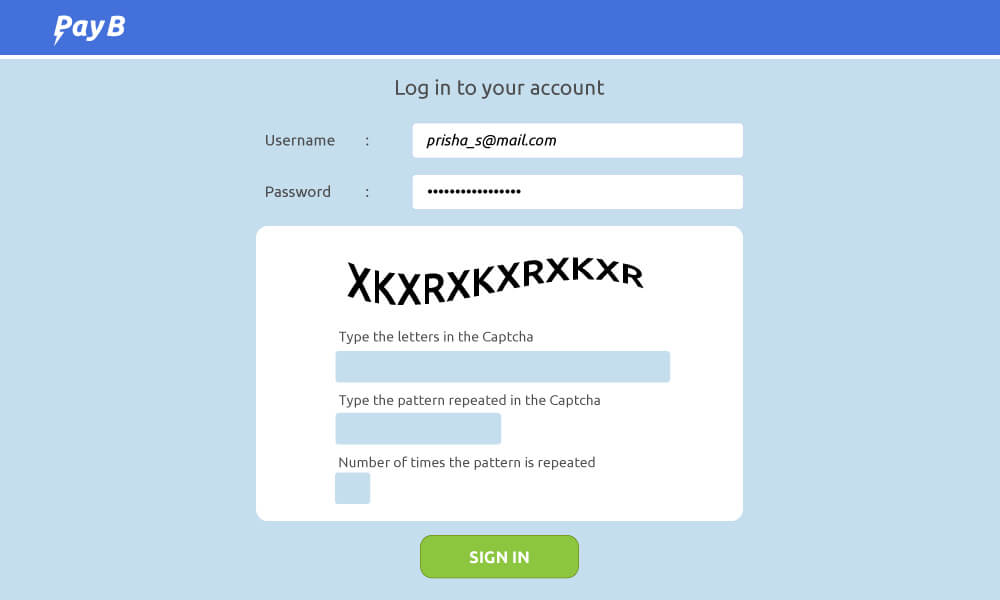 PayB
Log in to your account
Username : prisha_s@mail.com
Password : •••••••••••••••••
XKXRXKXRXKXR
Type the letters in the Captcha
Type the pattern repeated in the Captcha
Number of times the pattern is repeated
SIGN IN